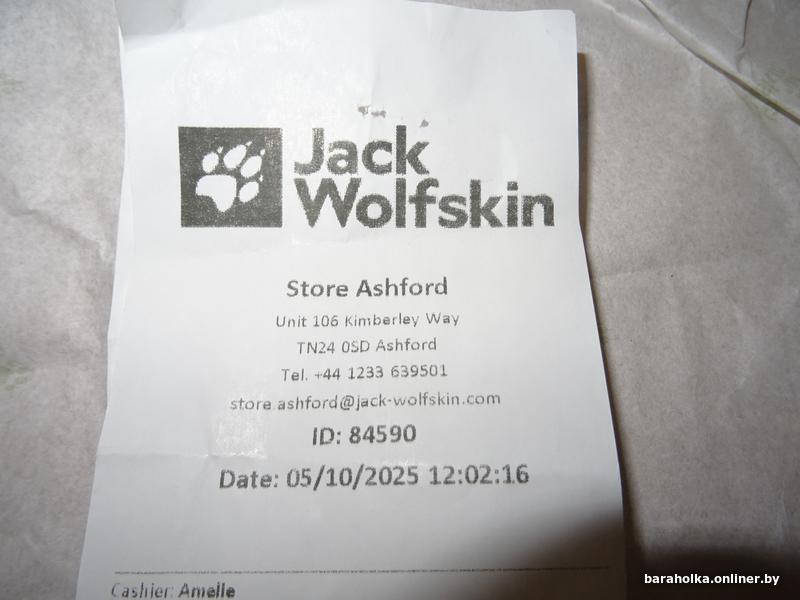 Jack
Wolfskin
Store Ashford
Unit 106 Kimberley Way
TN24 0SD Ashford
Tel. +44 1233 639501
store.ashford@jack-wolfskin.com
ID: 84590
Date: 05/10/2025 12:02:16
Cashier: Amelie
baraholka.onliner.by